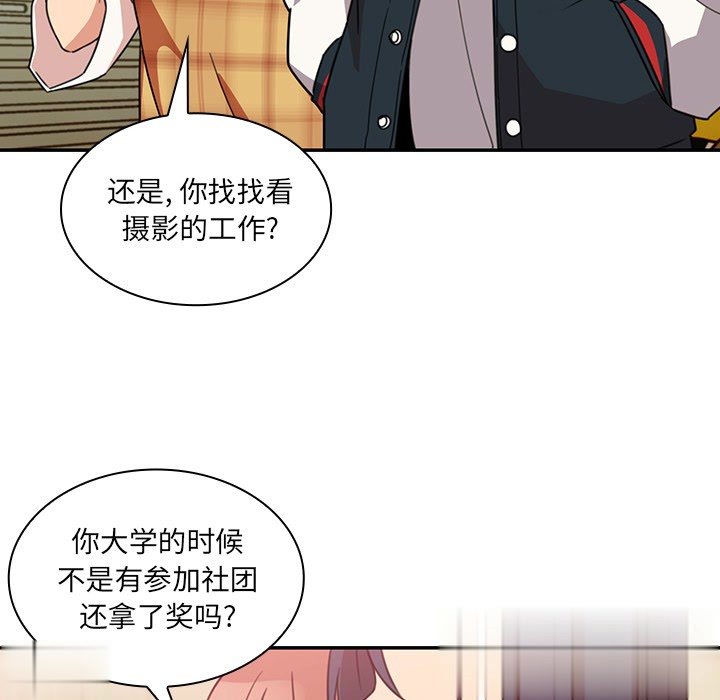 还是, 你找找看
摄影的工作?
你大学的时候
不是有参加社团
还拿了奖吗?